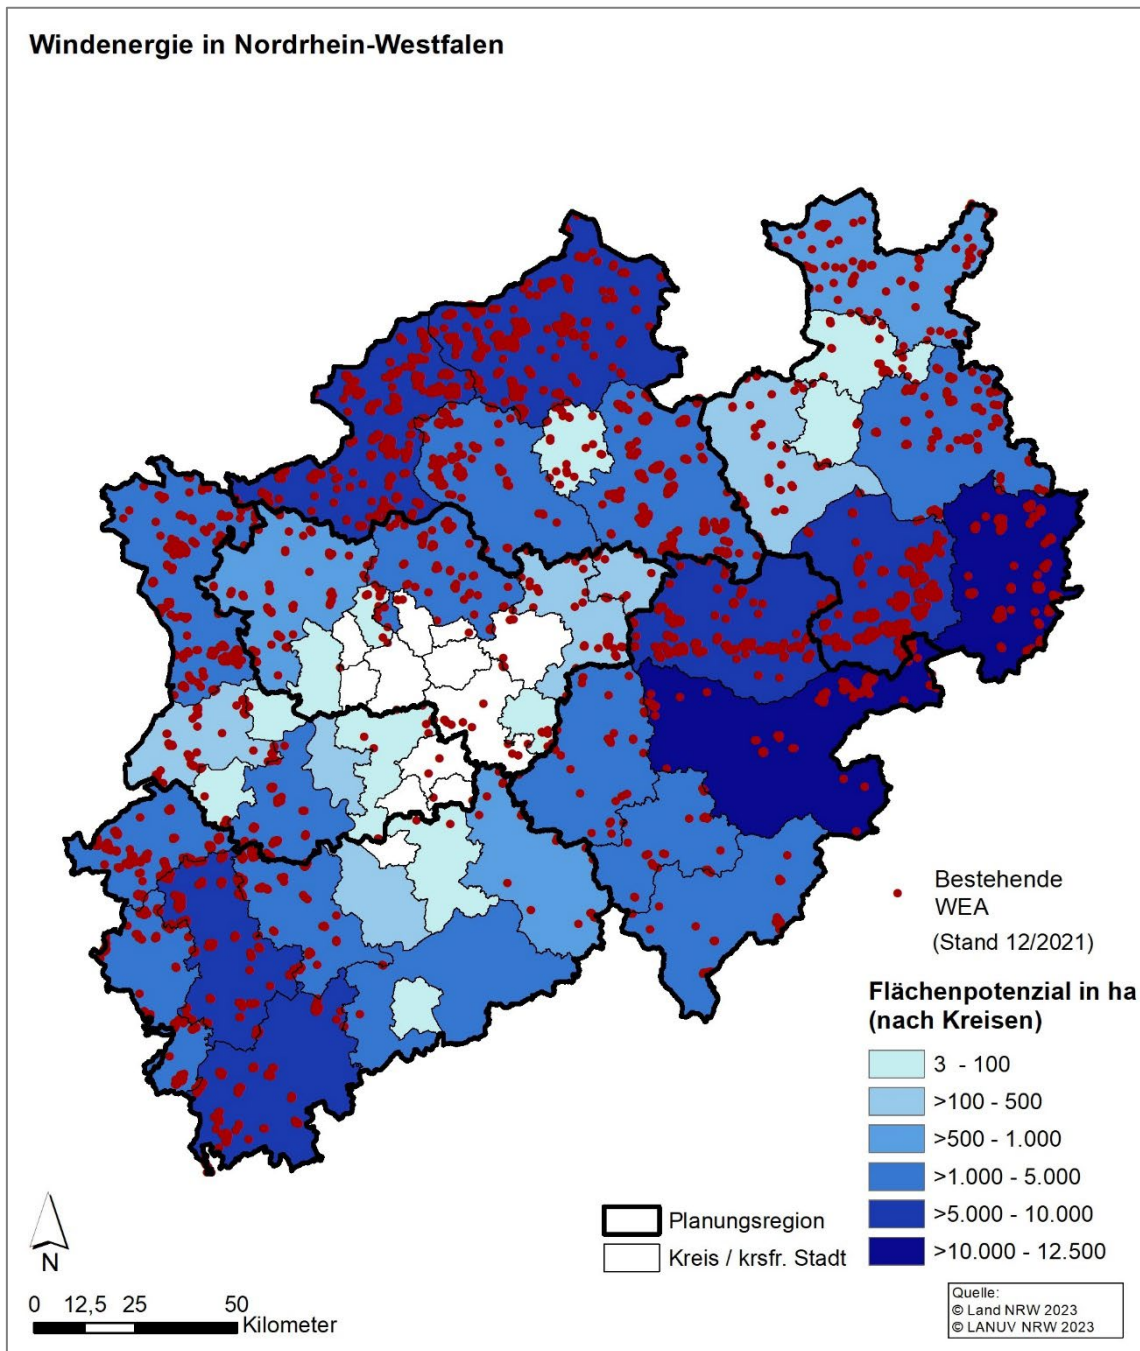 Windenergie in Nordrhein-Westfalen
Bestehende
WEA
(Stand 12/2021)
Flächenpotenzial in ha
(nach Kreisen)
3 - 100
>100 - 500
>500 - 1.000
>1.000 - 5.000
>5.000 - 10.000
>10.000 - 12.500
Planungsregion
Kreis / krsfr. Stadt
N
0 12,5 25 50
Kilometer
Quelle:
© Land NRW 2023
© LANUV NRW 2023